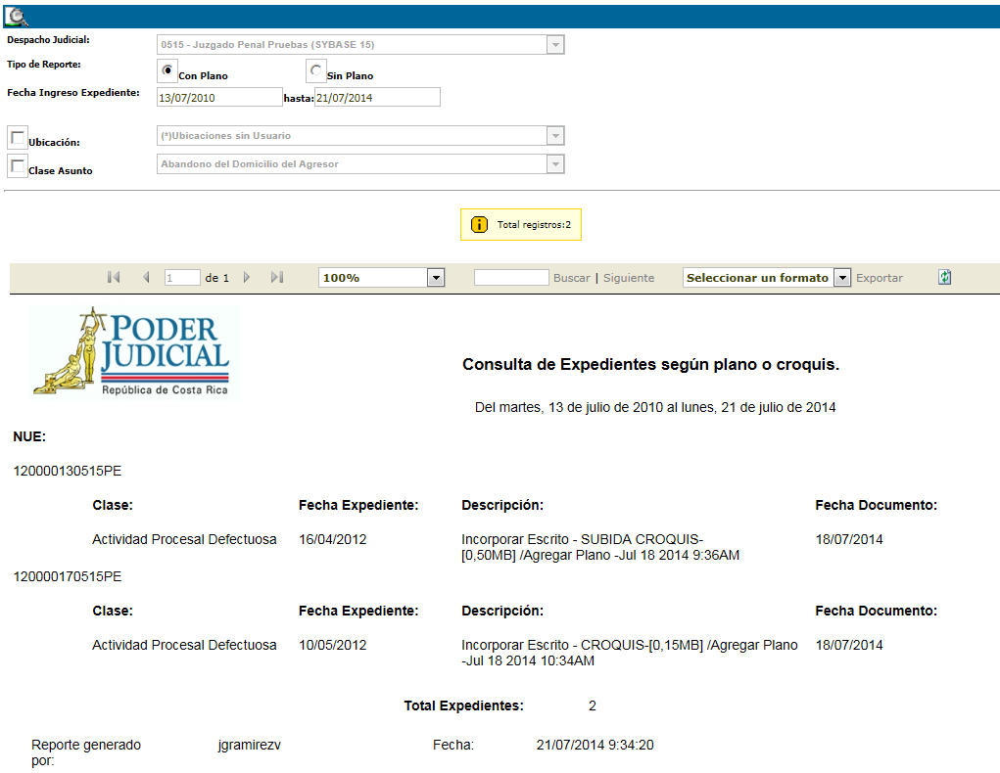 Despacho Judicial: 0515 - Juzgado Penal Pruebas (SYBASE 15)
Tipo de Reporte: Con Plano Sin Plano
Fecha Ingreso Expediente: 13/07/2010 hasta: 21/07/2014
Ubicación: (*)Ubicaciones sin Usuario
Clase Asunto Abandono del Domicilio del Agresor
Total registros:2
1 de 1 100% Buscar | Siguiente Seleccionar un formato Exportar
PODER
JUDICIAL
República de Costa Rica
Consulta de Expedientes según plano o croquis.
Del martes, 13 de julio de 2010 al lunes, 21 de julio de 2014
NUE:
120000130515PE
Clase: Fecha Expediente: Descripción: Fecha Documento:
Actividad Procesal Defectuosa 16/04/2012 Incorporar Escrito - SUBIDA CROQUIS- 18/07/2014
[0,50MB] /Agregar Plano -Jul 18 2014 9:36AM
120000170515PE
Clase: Fecha Expediente: Descripción: Fecha Documento:
Actividad Procesal Defectuosa 10/05/2012 Incorporar Escrito - CROQUIS-[0,15MB] /Agregar Plano 18/07/2014
-Jul 18 2014 10:34AM
Total Expedientes: 2
Reporte generado jgramirezv Fecha: 21/07/2014 9:34:20
por: